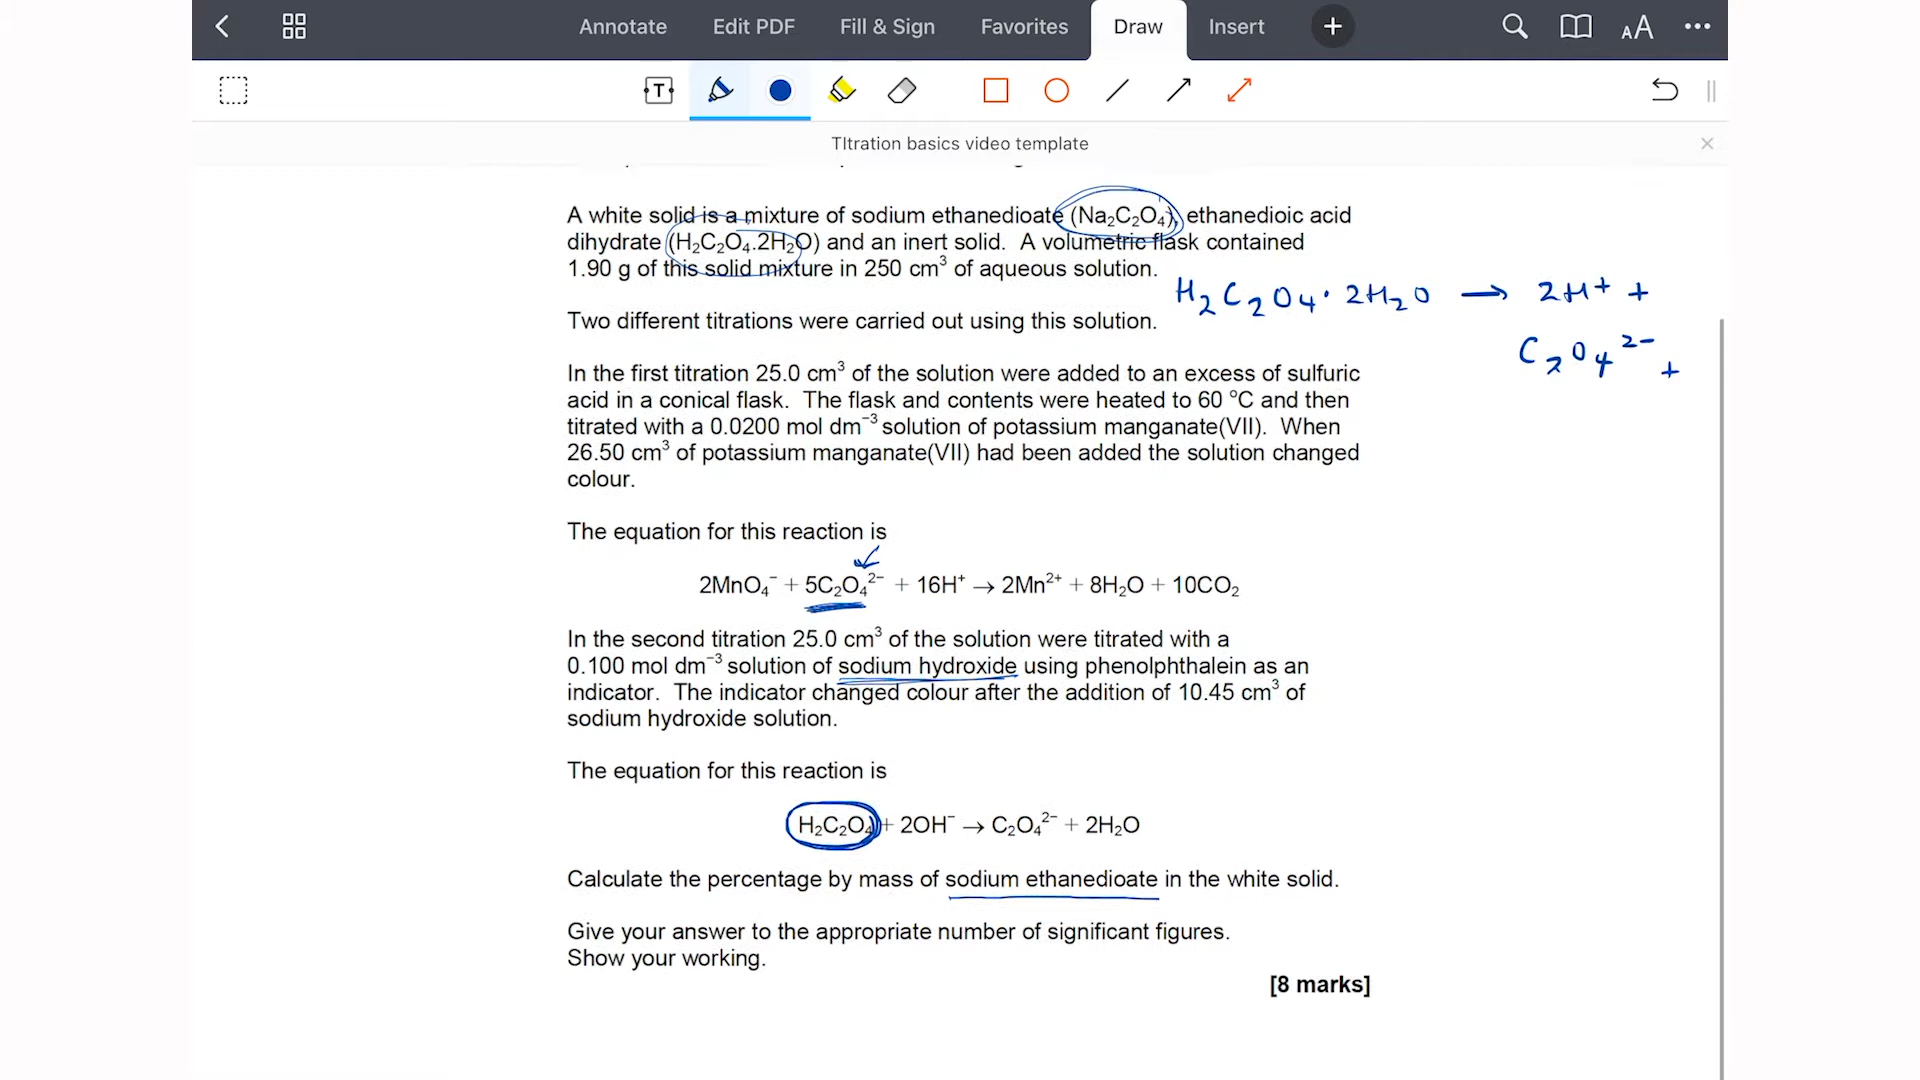 Annotate Edit PDF Fill & Sign Favorites Draw Insert +
AA
T
TItration basics video template
A white solid is a mixture of sodium ethanedioate (Na₂C₂O₄), ethanedioic acid
dihydrate (H₂C₂O₄.2H₂O) and an inert solid. A volumetric flask contained
1.90 g of this solid mixture in 250 cm³ of aqueous solution.
H₂C₂O₄·2H₂O → 2H⁺ +
Two different titrations were carried out using this solution.
C₂O₄²⁻ +
In the first titration 25.0 cm³ of the solution were added to an excess of sulfuric
acid in a conical flask. The flask and contents were heated to 60 °C and then
titrated with a 0.0200 mol dm⁻³ solution of potassium manganate(VII). When
26.50 cm³ of potassium manganate(VII) had been added the solution changed
colour.
The equation for this reaction is
2MnO₄⁻ + 5C₂O₄²⁻ + 16H⁺ → 2Mn²⁺ + 8H₂O + 10CO₂
In the second titration 25.0 cm³ of the solution were titrated with a
0.100 mol dm⁻³ solution of sodium hydroxide using phenolphthalein as an
indicator. The indicator changed colour after the addition of 10.45 cm³ of
sodium hydroxide solution.
The equation for this reaction is
H₂C₂O₄ + 2OH⁻ → C₂O₄²⁻ + 2H₂O
Calculate the percentage by mass of sodium ethanedioate in the white solid.
Give your answer to the appropriate number of significant figures.
Show your working.
[8 marks]